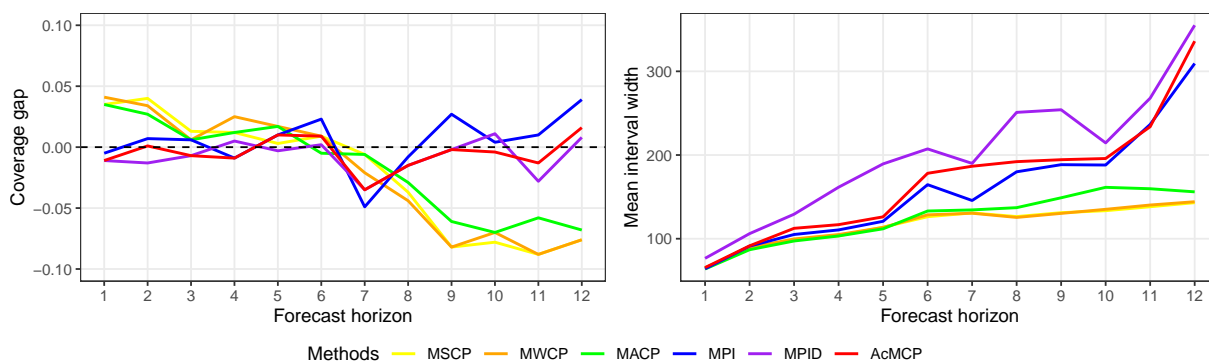 Coverage gap
0.10
0.05
0.00
−0.05
−0.10
1 2 3 4 5 6 7 8 9 10 11 12
Forecast horizon
Mean interval width
300
200
100
1 2 3 4 5 6 7 8 9 10 11 12
Forecast horizon
Methods MSCP MWCP MACP MPI MPID AcMCP